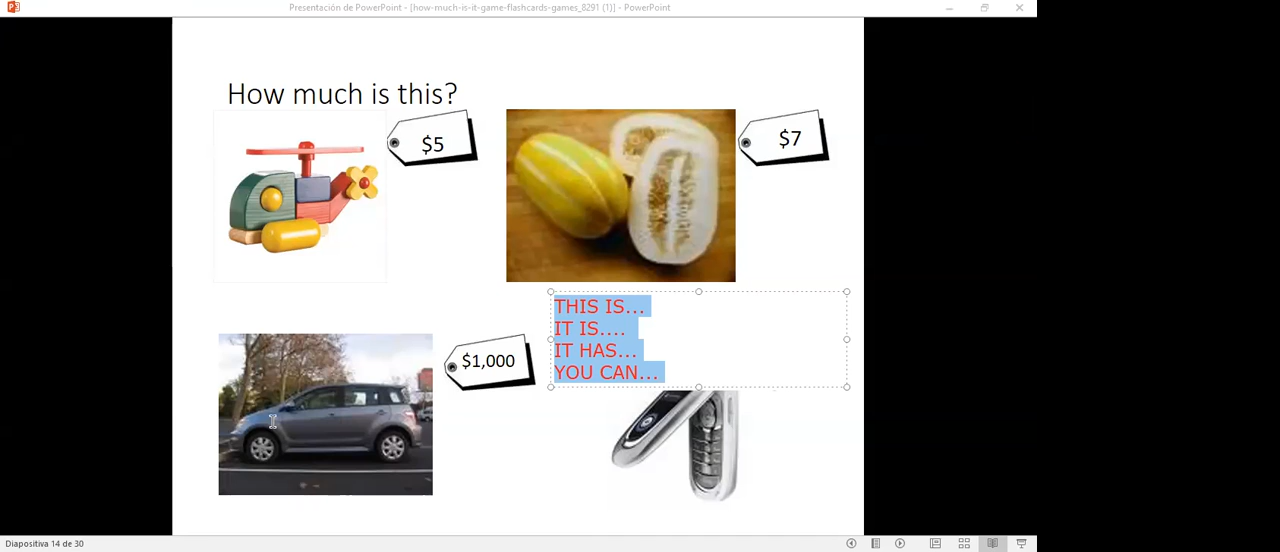 Presentación de PowerPoint - [how-much-is-it-game-flashcards-games_8291 (1)] - PowerPoint
How much is this?
$5
$7
THIS IS...
IT IS....
IT HAS...
YOU CAN...
$1,000
Diapositiva 14 de 30